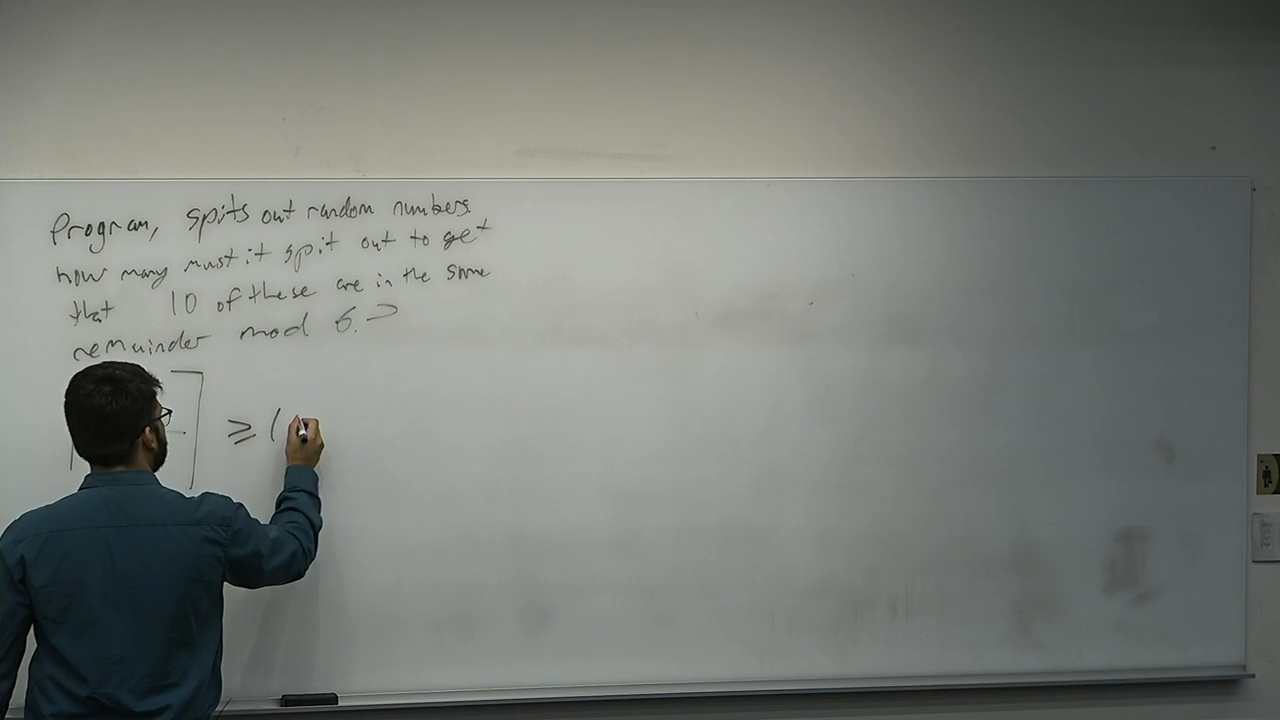 Program, spits out random numbers.
how many must it spit out to get
that 10 of these are in the same
remainder mod 6.?
⌉ ≥ 1